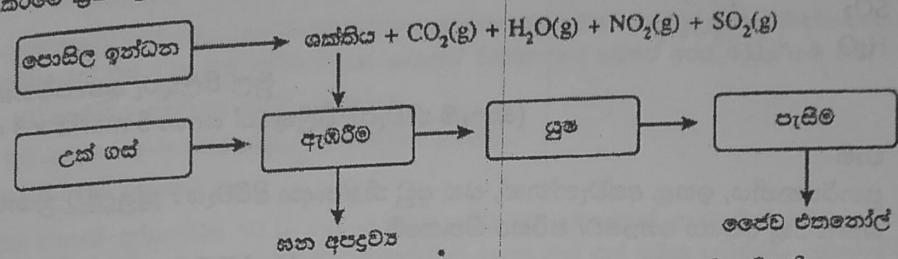 පොසිල ඉන්ධන
ශක්තිය + CO₂(g) + H₂O(g) + NO₂(g) + SO₂(g)
උක් ගස්
ඇඹරීම
යුෂ
පැසීම
ඝන අපද්‍රව්‍ය
ජෛව එතනෝල්